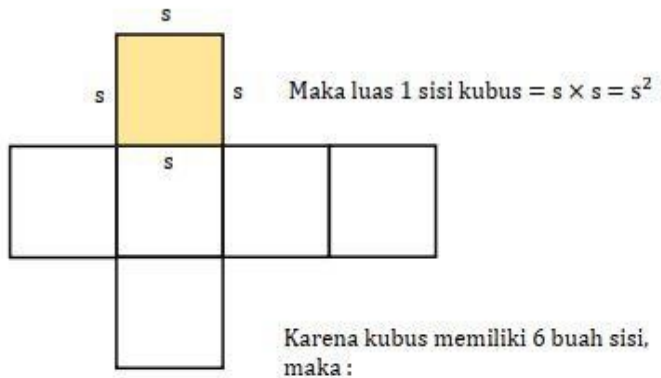 s
s
s
Maka luas 1 sisi kubus = s × s = s²
s
Karena kubus memiliki 6 buah sisi,
maka :